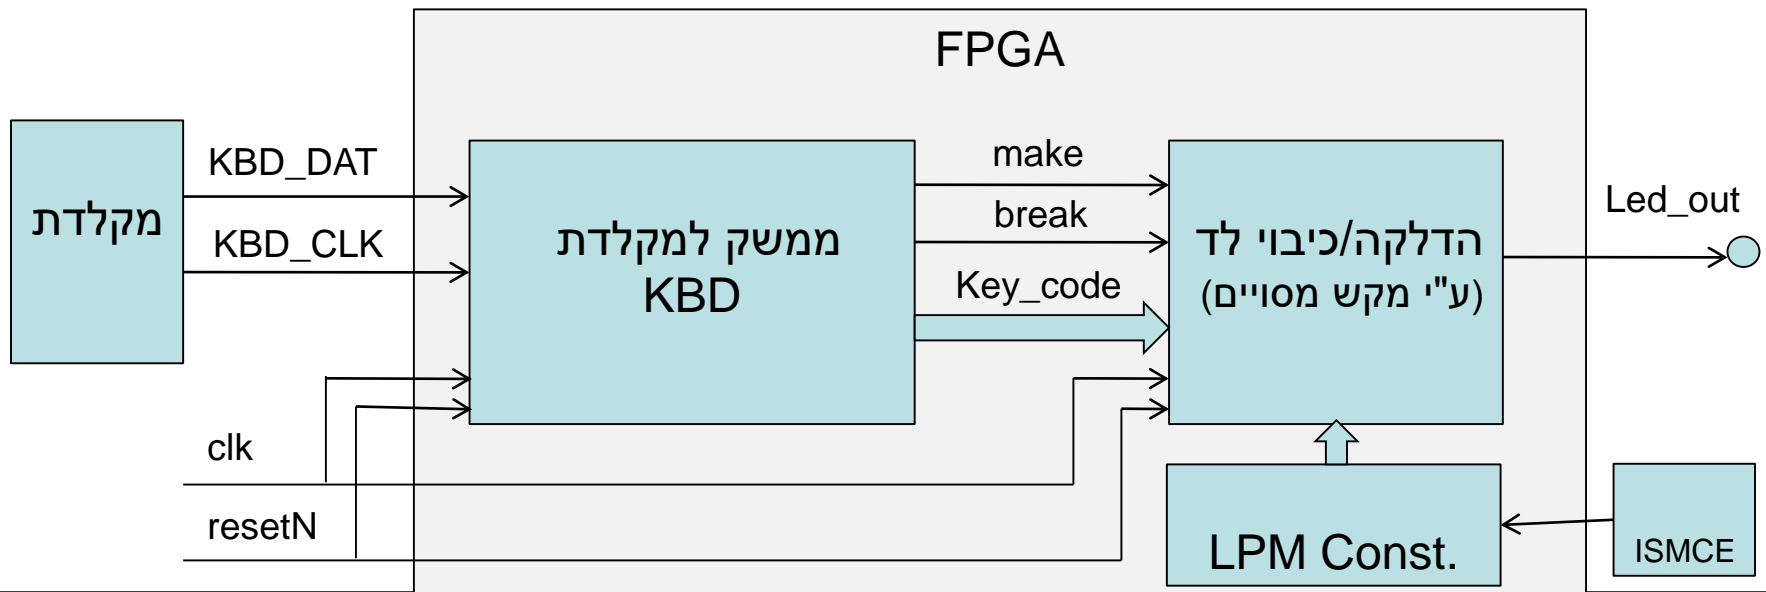 FPGA
מקלדת
KBD_DAT
KBD_CLK
ממשק למקלדת
KBD
make
break
Key_code
הדלקה/כיבוי לד
(ע"י מקש מסויים)
Led_out
clk
resetN
LPM Const.
ISMCE